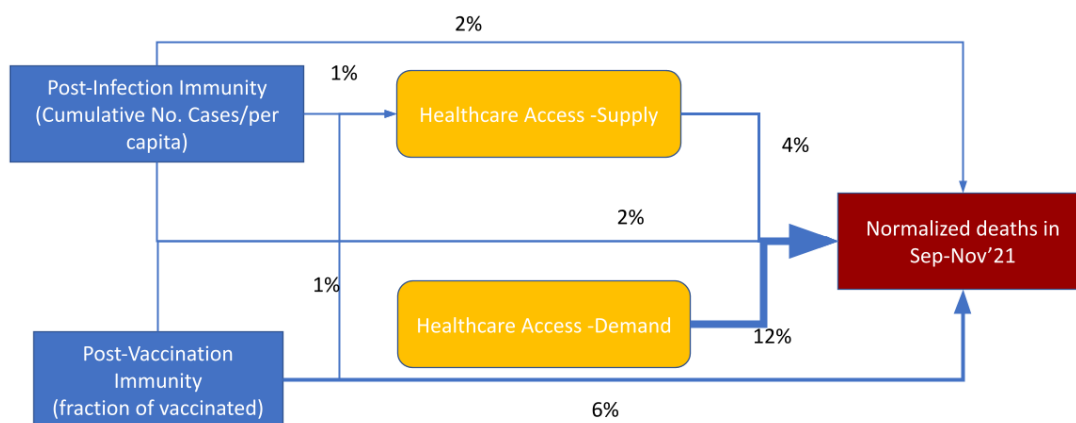 2%
Post-Infection Immunity
(Cumulative No. Cases/per
capita)
1%
Healthcare Access -Supply
4%
2%
Normalized deaths in
Sep-Nov'21
1%
Healthcare Access -Demand
12%
Post-Vaccination
Immunity
(fraction of vaccinated)
6%